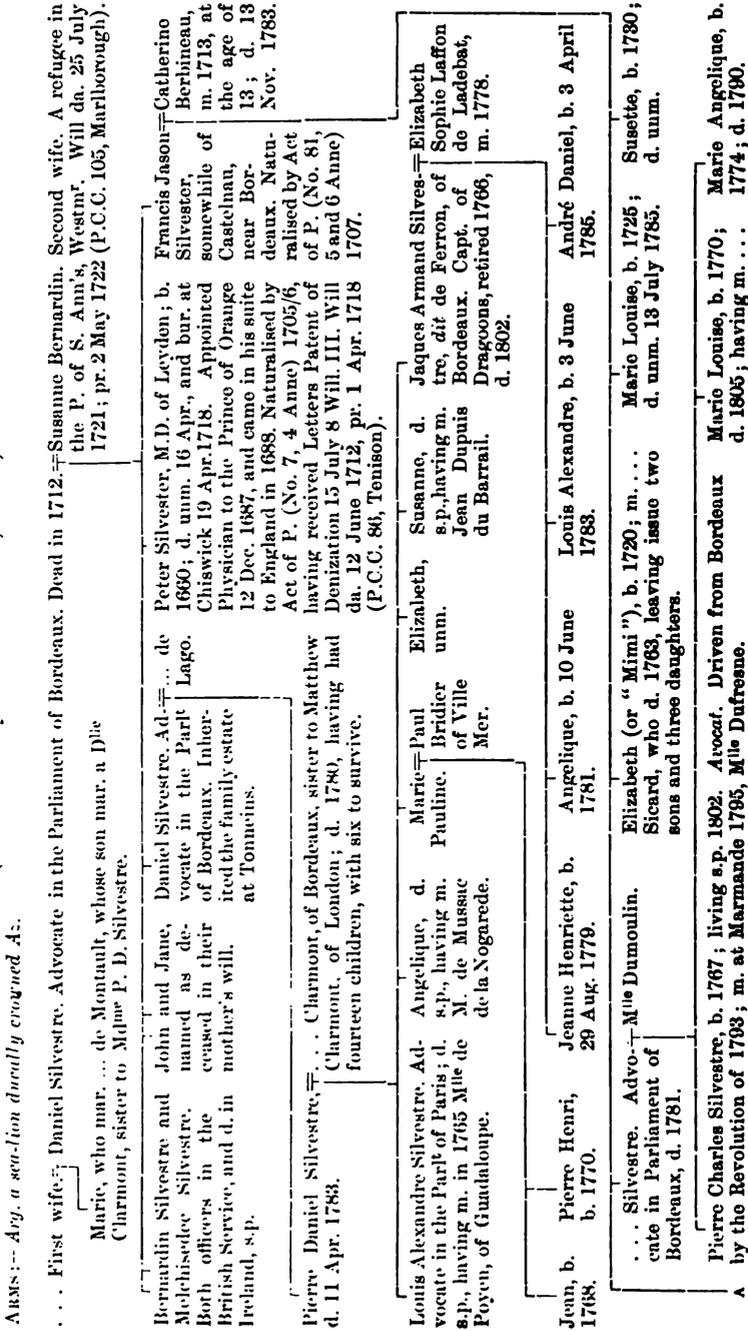 ARMS:— Arg. a sea-lion ducally crowned Az.
. . . First wife.= Daniel Silvestre. Advocate in the Parliament of Bordeaux. Dead in 1712.=Susanne Bernardin. Second wife. A refugee in
the P. of S. Ann's, Westmr. Will da. 25 July
1721; pr. 2 May 1722 (P.C.C. 105, Marlborough).
Marie, who mar. ... de Montault, whose son mar. a Dlle
Clarmont, sister to Mdme P. D. Silvestre.
Bernardin Silvestre and
Melchisedec Silvestre.
Both officers in the
British Service, and d. in
Ireland, s.p.
John and Jane,
named as de-
ceased in their
mother's will.
Daniel Silvestre. Ad-=... de
vocate in the Parlt Lago.
of Bordeaux. Inher-
ited the family estate
at Tonneins.
Peter Silvester, M.D. of Leyden; b.
1660; d. unm. 16 Apr., and bur. at
Chiswick 19 Apr. 1718. Appointed
Physician to the Prince of Orange
12 Dec. 1687, and came in his suite
to England in 1688. Naturalised by
Act of P. (No. 7, 4 Anne) 1705/6,
having received Letters Patent of
Denization 15 July 8 Will. III. Will
da. 12 June 1712, pr. 1 Apr. 1718
(P.C.C. 86, Tenison).
Francis Jason=Catherine
Silvester,
somewhile of
Castelnau,
near Bor-
deaux. Natu-
ralised by Act
of P. (No. 81,
5 and 6 Anne)
1707.
Berbineau,
m. 1713, at
the age of
13; d. 13
Nov. 1783.
Pierre Daniel Silvestre,=. . . Clarmont, of Bordeaux, sister to Matthew
d. 11 Apr. 1783.
Clarmont, of London; d. 1780, having had
fourteen children, with six to survive.
Louis Alexandre Silvestre. Ad-
vocate in the Parlt of Paris; d.
s.p., having m. in 1765 Mlle de
Poyen, of Guadaloupe.
Angelique, d.
s.p., having m.
M. de Mussac
de la Nogarede.
Marie=Paul
Pauline.
Bridier
of Ville
Mer.
Elizabeth,
unm.
Susanne, d.
s.p., having m.
Jean Dupuis
du Barrail.
Jaques Armand Silves-=Elizabeth
tre, dit de Ferron, of
Bordeaux. Capt. of
Dragoons, retired 1766,
d. 1802.
Sophie Laffon
de Ladebat,
m. 1778.
Jean, b.
1768.
Pierre Henri,
b. 1770.
Jeanne Henriette, b.
29 Aug. 1779.
Angelique, b. 10 June
1781.
Louis Alexandre, b. 3 June
1783.
André Daniel, b. 3 April
1785.
. . . Silvestre. Advo-=Mlle Dumoulin.
cate in Parliament of
Bordeaux, d. 1781.
Elizabeth (or "Mimi"), b. 1720; m. . . .
Sicard, who d. 1763, leaving issue two
sons and three daughters.
Marie Louise, b. 1725;
d. unm. 13 July 1785.
Susette, b. 1730;
d. unm.
A
Pierre Charles Silvestre, b. 1767; living s.p. 1802. Avocat. Driven from Bordeaux
by the Revolution of 1793; m. at Marmande 1795, Mlle Dufresne.
Marie Louise, b. 1770;
d. 1805; having m. . . .
Marie Angelique, b.
1774; d. 1790.